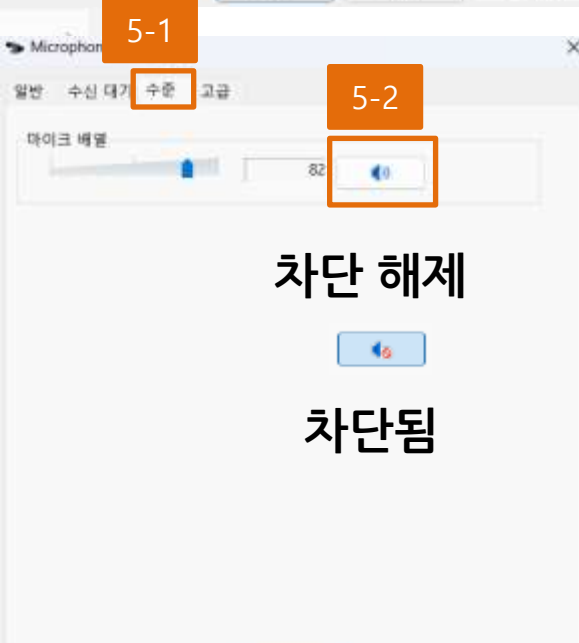 5-1
Microphon
일반 수신 대기 수준 고급
5-2
마이크 배열
82
차단 해제
차단됨